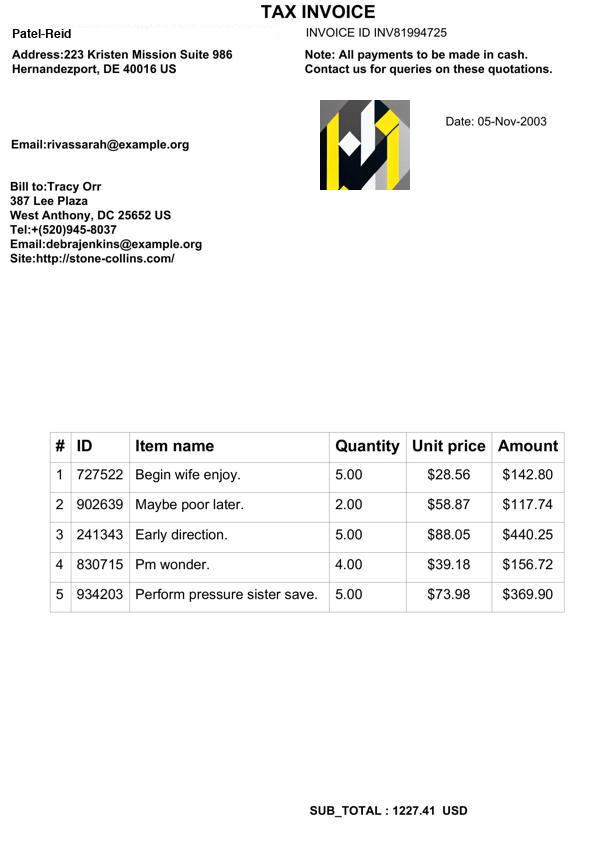 TAX INVOICE
Patel-Reid
INVOICE ID INV81994725
Address:223 Kristen Mission Suite 986
Hernandezport, DE 40016 US
Note: All payments to be made in cash.
Contact us for queries on these quotations.
Date: 05-Nov-2003
Email:rivassarah@example.org
Bill to:Tracy Orr
387 Lee Plaza
West Anthony, DC 25652 US
Tel:+(520)945-8037
Email:debrajenkins@example.org
Site:http://stone-collins.com/
# ID Item name Quantity Unit price Amount
1 727522 Begin wife enjoy. 5.00 $28.56 $142.80
2 902639 Maybe poor later. 2.00 $58.87 $117.74
3 241343 Early direction. 5.00 $88.05 $440.25
4 830715 Pm wonder. 4.00 $39.18 $156.72
5 934203 Perform pressure sister save. 5.00 $73.98 $369.90
SUB_TOTAL : 1227.41 USD